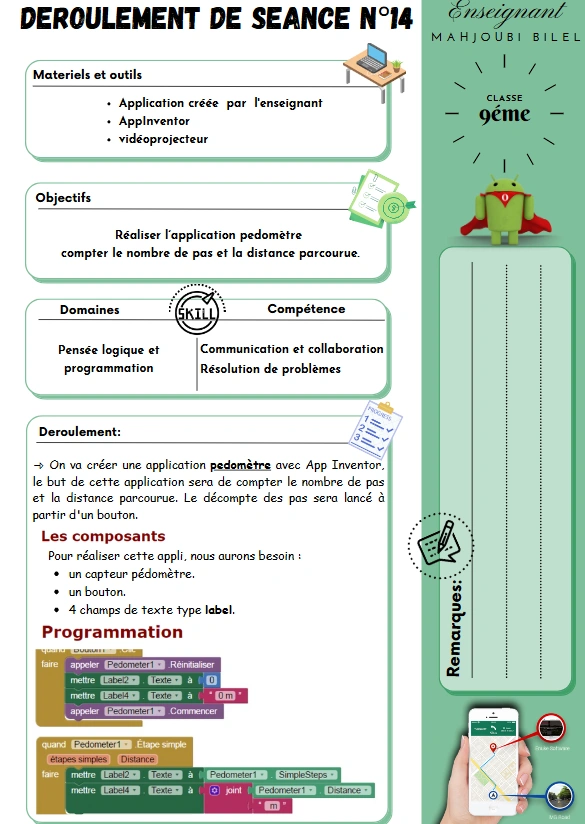 DEROULEMENT DE SEANCE N°14
Enseignant
MAHJOUBI BILEL
CLASSE
9éme
Materiels et outils
Application créée par l'enseignant
AppInventor
vidéoprojecteur
Objectifs
Réaliser l'application pedomètre
compter le nombre de pas et la distance parcourue.
Domaines
SKILL
Compétence
Pensée logique et
programmation
Communication et collaboration
Résolution de problèmes
PROGRESS
1
2
3
Deroulement:
→ On va créer une application pedomètre avec App Inventor,
le but de cette application sera de compter le nombre de pas
et la distance parcourue. Le décompte des pas sera lancé à
partir d'un bouton.
Les composants
Pour réaliser cette appli, nous aurons besoin :
un capteur pédomètre.
un bouton.
4 champs de texte type label.
Programmation
quand Bouton1 .Clic
faire appeler Pedometer1 .Réinitialiser
mettre Label2 . Texte à 0
mettre Label4 . Texte à " 0 m "
appeler Pedometer1 .Commencer
quand Pedometer1 .Étape simple
étapes simples Distance
faire mettre Label2 . Texte à Pedometer1 . SimpleSteps
mettre Label4 . Texte à joint Pedometer1 . Distance
" m "
Remarques: